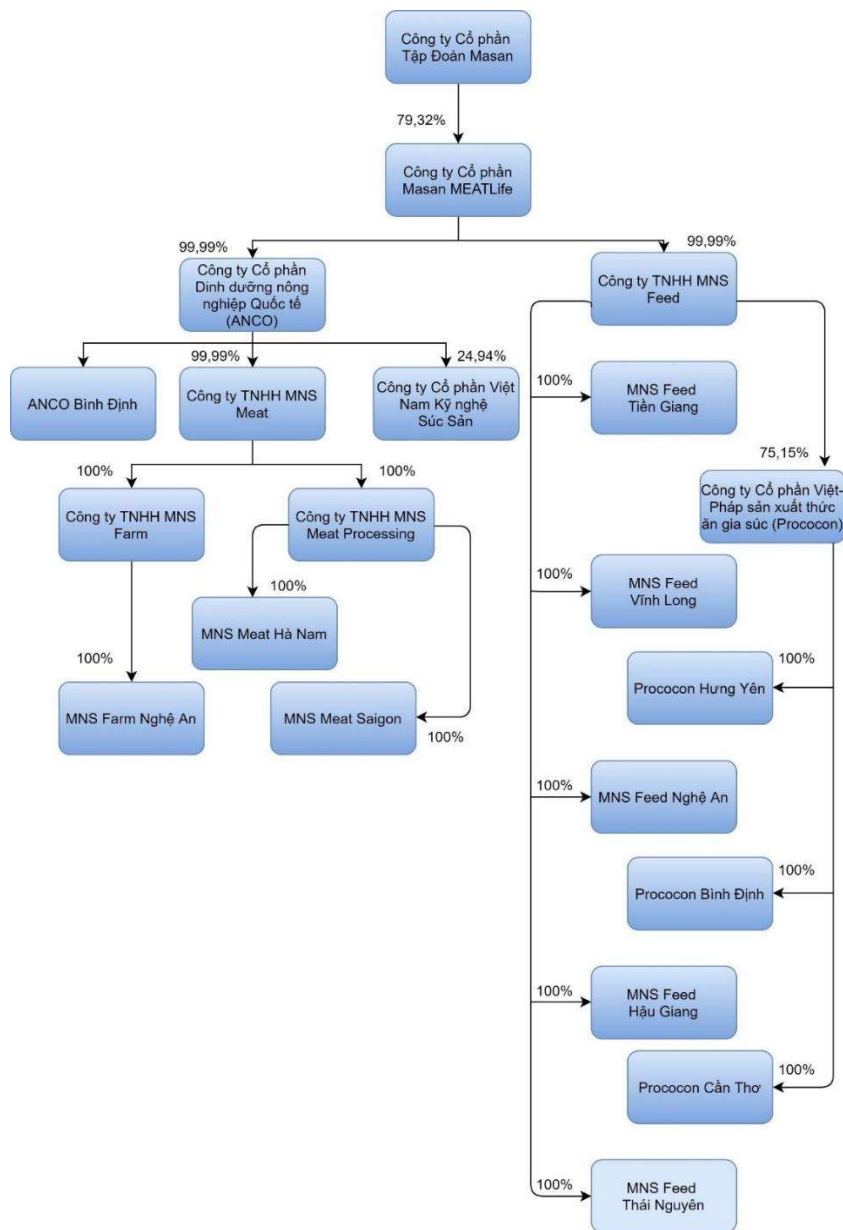 Công ty Cổ phần
Tập Đoàn Masan
79,32%
Công ty Cổ phần
Masan MEATLife
99,99%
99,99%
Công ty Cổ phần
Dinh dưỡng nông
nghiệp Quốc tế
(ANCO)
Công ty TNHH MNS
Feed
99,99%
24,94%
ANCO Bình Định
Công ty TNHH MNS
Meat
Công ty Cổ phần Việt
Nam Kỹ nghệ
Súc Sản
100%
MNS Feed
Tiền Giang
75,15%
100%
100%
Công ty TNHH MNS
Farm
Công ty TNHH MNS
Meat Processing
Công ty Cổ phần Việt-
Pháp sản xuất thức
ăn gia súc (Prococon)
100%
MNS Feed
Vĩnh Long
100%
MNS Meat Hà Nam
100%
100%
Prococon Hưng Yên
MNS Farm Nghệ An
MNS Meat Saigon
100%
100%
MNS Feed Nghệ An
100%
Prococon Bình Định
100%
MNS Feed
Hậu Giang
100%
Prococon Cần Thơ
100%
MNS Feed
Thái Nguyên